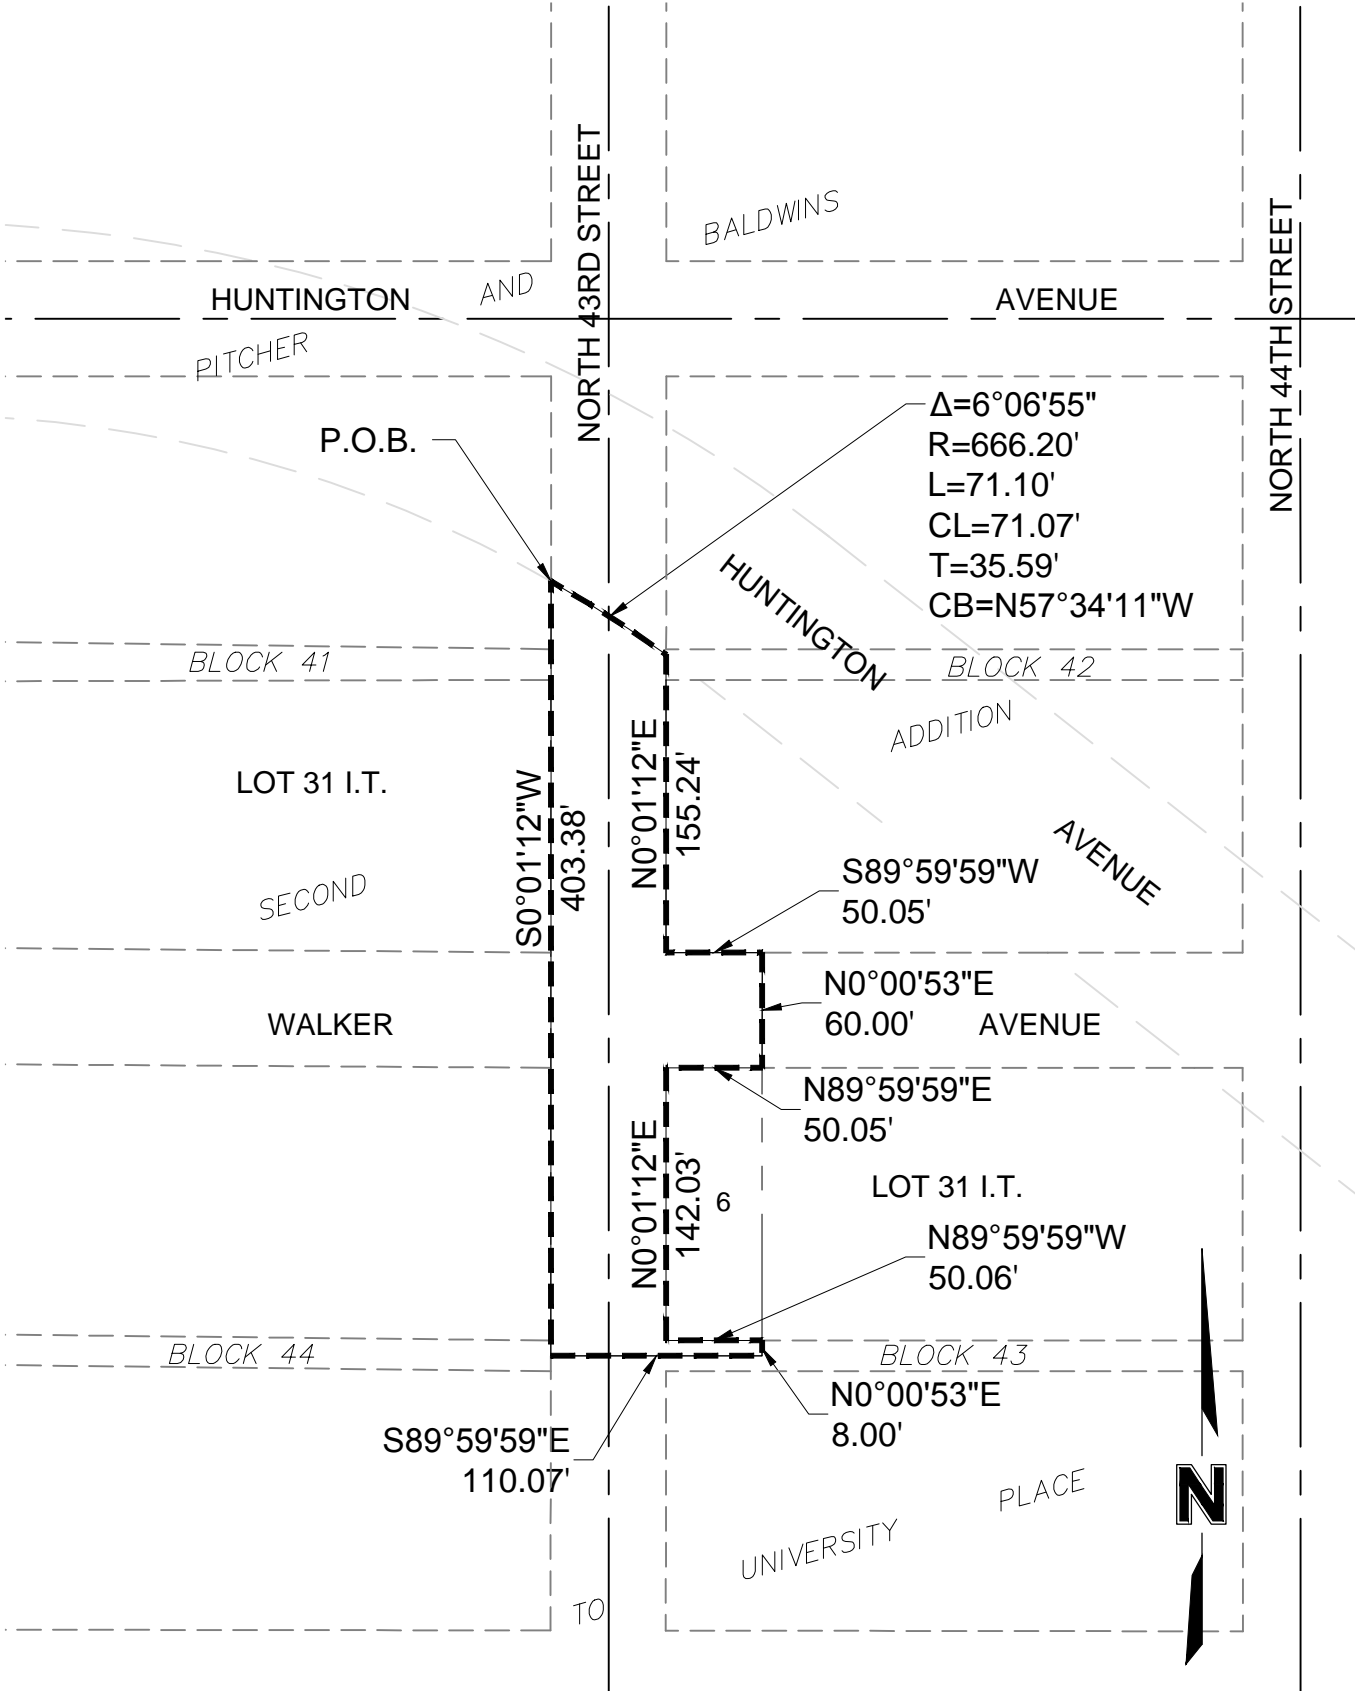 NORTH 43RD STREET
BALDWINS
NORTH 44TH STREET
HUNTINGTON
AND
AVENUE
PITCHER
P.O.B.
Δ=6°06'55"
R=666.20'
L=71.10'
CL=71.07'
T=35.59'
CB=N57°34'11"W
HUNTINGTON
BLOCK 41
BLOCK 42
ADDITION
LOT 31 I.T.
S0°01'12"W
403.38'
N0°01'12"E
155.24'
SECOND
AVENUE
S89°59'59"W
50.05'
WALKER
N0°00'53"E
60.00'
AVENUE
N89°59'59"E
50.05'
N0°01'12"E
142.03'
6
LOT 31 I.T.
N89°59'59"W
50.06'
BLOCK 44
BLOCK 43
N0°00'53"E
8.00'
S89°59'59"E
110.07'
PLACE
N
UNIVERSITY
TO